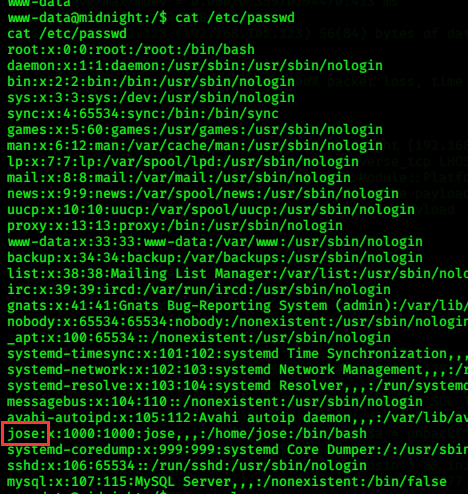 www-data
www-data@midnight:/$ cat /etc/passwd
cat /etc/passwd
root:x:0:0:root:/root:/bin/bash
daemon:x:1:1:daemon:/usr/sbin:/usr/sbin/nologin
bin:x:2:2:bin:/bin:/usr/sbin/nologin
sys:x:3:3:sys:/dev:/usr/sbin/nologin
sync:x:4:65534:sync:/bin:/bin/sync
games:x:5:60:games:/usr/games:/usr/sbin/nologin
man:x:6:12:man:/var/cache/man:/usr/sbin/nologin
lp:x:7:7:lp:/var/spool/lpd:/usr/sbin/nologin
mail:x:8:8:mail:/var/mail:/usr/sbin/nologin
news:x:9:9:news:/var/spool/news:/usr/sbin/nologin
uucp:x:10:10:uucp:/var/spool/uucp:/usr/sbin/nologin
proxy:x:13:13:proxy:/bin:/usr/sbin/nologin
www-data:x:33:33:www-data:/var/www:/usr/sbin/nologin
backup:x:34:34:backup:/var/backups:/usr/sbin/nologin
list:x:38:38:Mailing List Manager:/var/list:/usr/sbin/nolo
irc:x:39:39:ircd:/var/run/ircd:/usr/sbin/nologin
gnats:x:41:41:Gnats Bug-Reporting System (admin):/var/lib/
nobody:x:65534:65534:nobody:/nonexistent:/usr/sbin/nologin
_apt:x:100:65534::/nonexistent:/usr/sbin/nologin
systemd-timesync:x:101:102:systemd Time Synchronization,,,
systemd-network:x:102:103:systemd Network Management,,,:/r
systemd-resolve:x:103:104:systemd Resolver,,,:/run/systemd
messagebus:x:104:110::/nonexistent:/usr/sbin/nologin
avahi-autoipd:x:105:112:Avahi autoip daemon,,,:/var/lib/av
jose:x:1000:1000:jose,,,:/home/jose:/bin/bash
systemd-coredump:x:999:999:systemd Core Dumper:/:/usr/sbin
sshd:x:106:65534::/run/sshd:/usr/sbin/nologin
mysql:x:107:115:MySQL Server,,,:/nonexistent:/bin/false